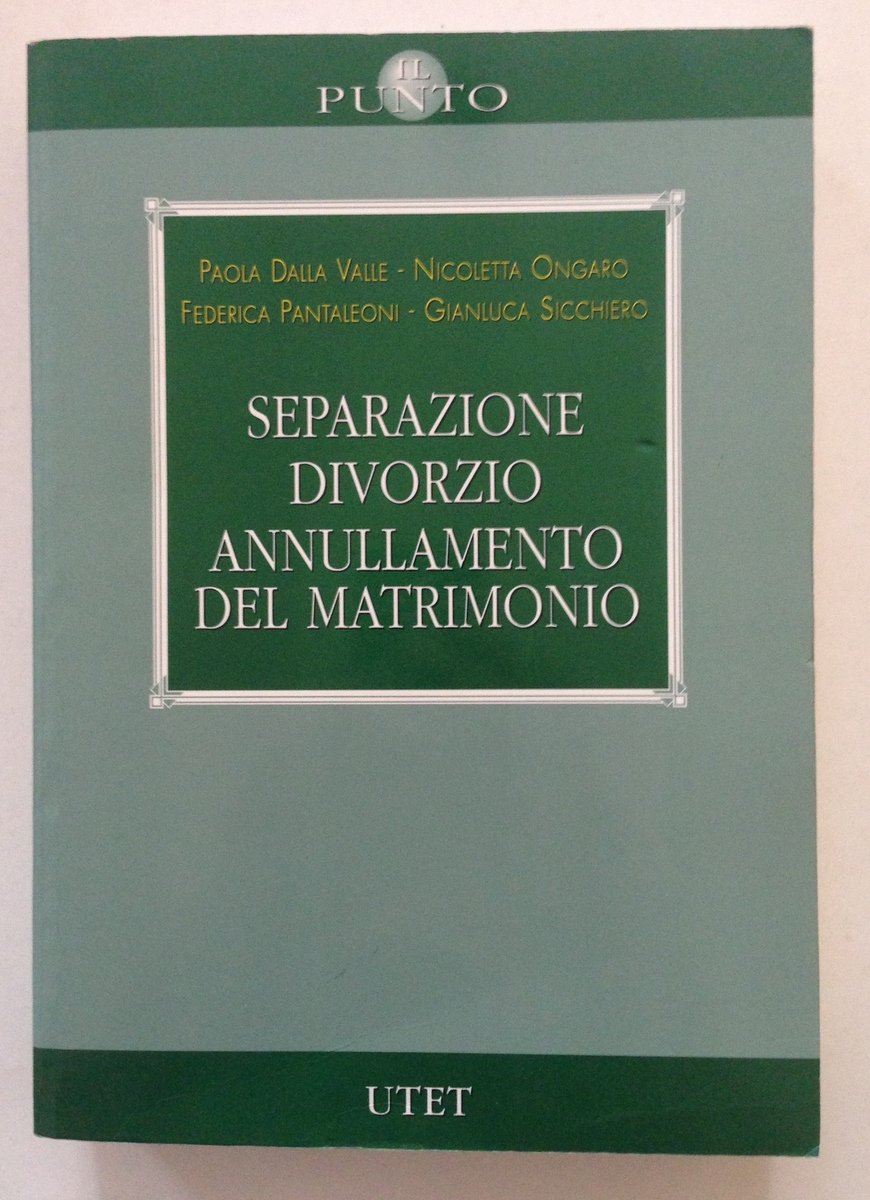 IL
PUNTO
PAOLA DALLA VALLE - NICOLETTA ONGARO
FEDERICA PANTALEONI - GIANLUCA SICCHIERO
SEPARAZIONE
DIVORZIO
ANNULLAMENTO
DEL MATRIMONIO
UTET